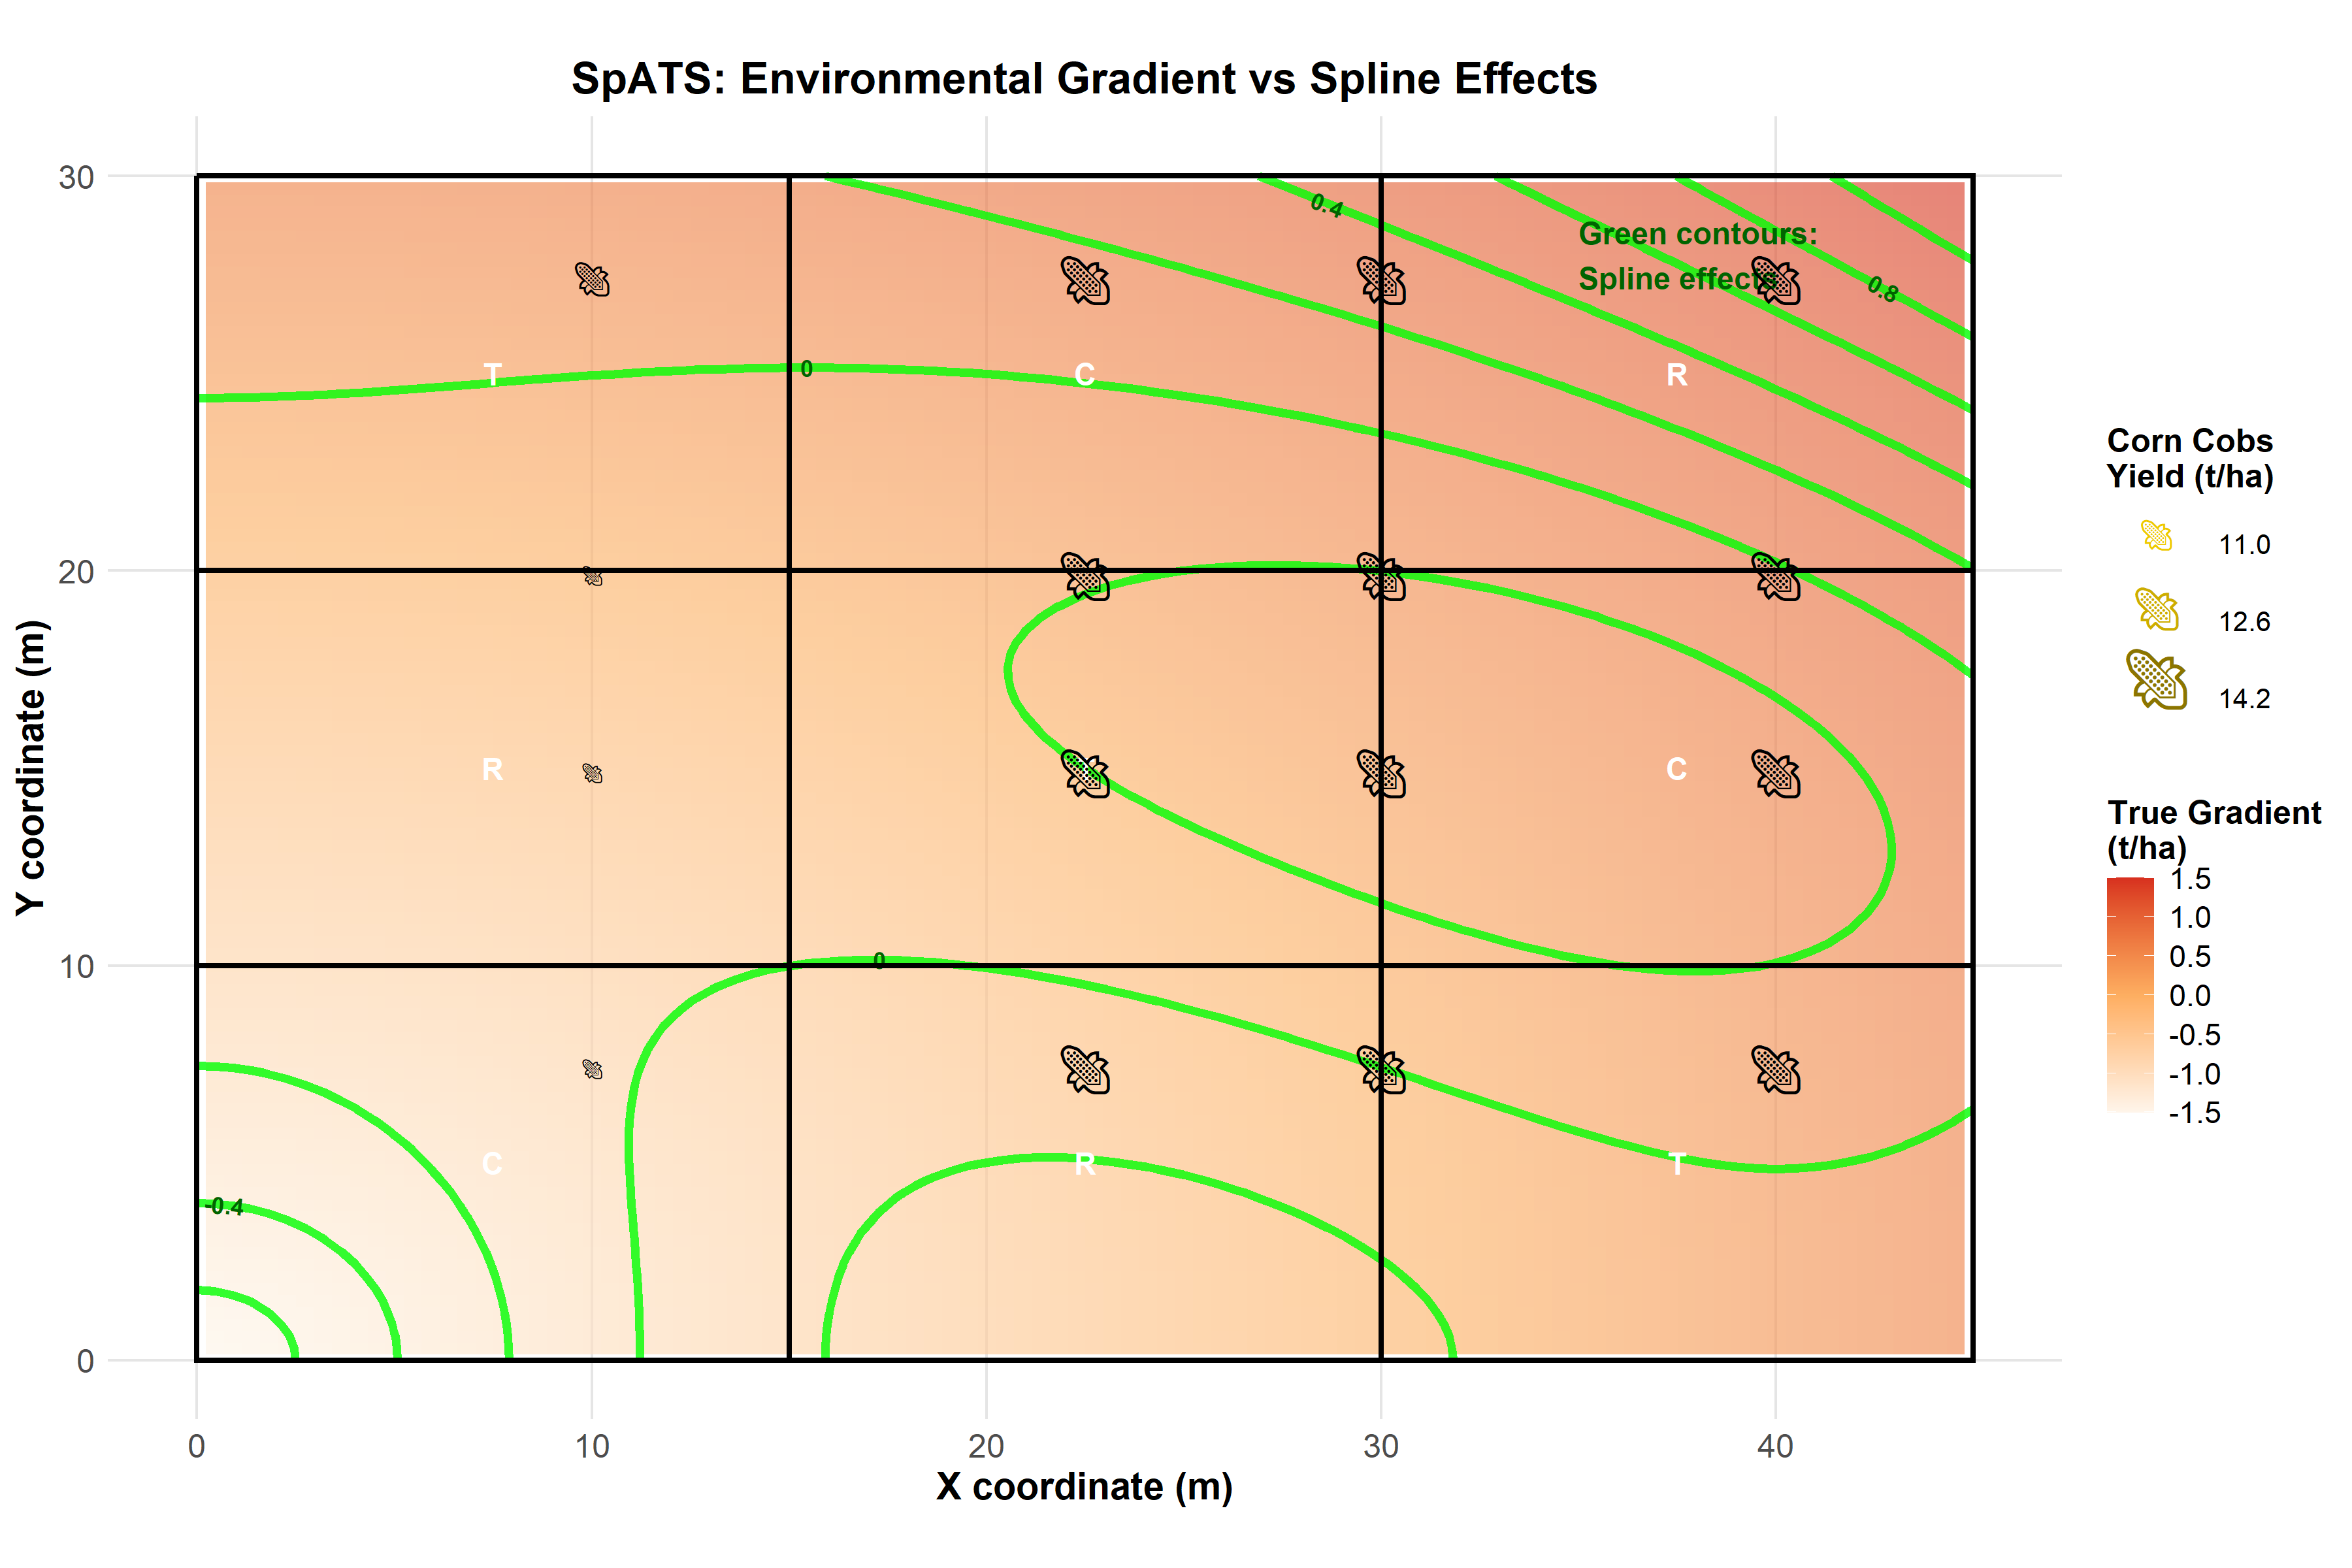 SpATS: Environmental Gradient vs Spline Effects
30
20
10
0
Y coordinate (m)
0.4
Green contours:
Spline effects
0.8
T
0
C
R
R
C
0
C
R
T
-0.4
0
10
20
30
40
X coordinate (m)
Corn Cobs
Yield (t/ha)
11.0
12.6
14.2
True Gradient
(t/ha)
1.5
1.0
0.5
0.0
-0.5
-1.0
-1.5